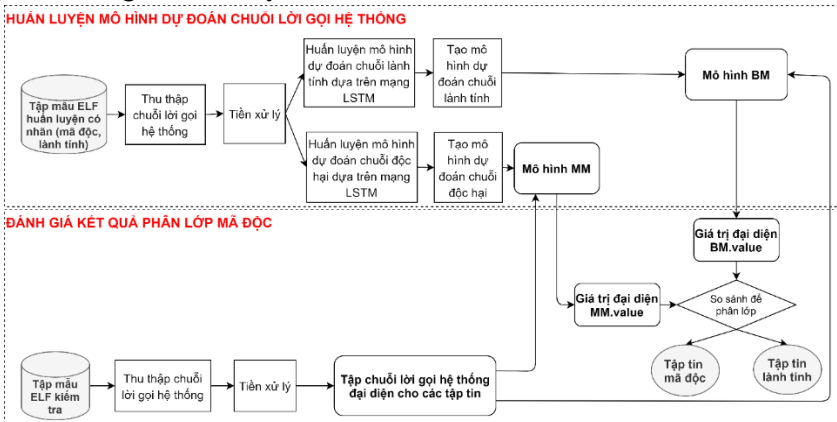 HUẤN LUYỆN MÔ HÌNH DỰ ĐOÁN CHUỖI LỜI GỌI HỆ THỐNG
Tập mẫu ELF
huấn luyện có
nhãn (mã độc,
lành tính)
Thu thập
chuỗi lời gọi
hệ thống
Tiền xử lý
Huấn luyện mô hình
dự đoán chuỗi lành
tính dựa trên mạng
LSTM
Tạo mô
hình dự
đoán chuỗi
lành tính
Mô hình BM
Huấn luyện mô hình
dự đoán chuỗi độc
hại dựa trên mạng
LSTM
Tạo mô
hình dự
đoán chuỗi
độc hại
Mô hình MM
ĐÁNH GIÁ KẾT QUẢ PHÂN LỚP MÃ ĐỘC
Giá trị đại diện
BM.value
Giá trị đại diện
MM.value
So sánh để
phân lớp
Tập tin
mã độc
Tập tin
lành tính
Tập mẫu
ELF kiểm
tra
Thu thập chuỗi
lời gọi hệ thống
Tiền xử lý
Tập chuỗi lời gọi hệ thống
đại diện cho các tập tin